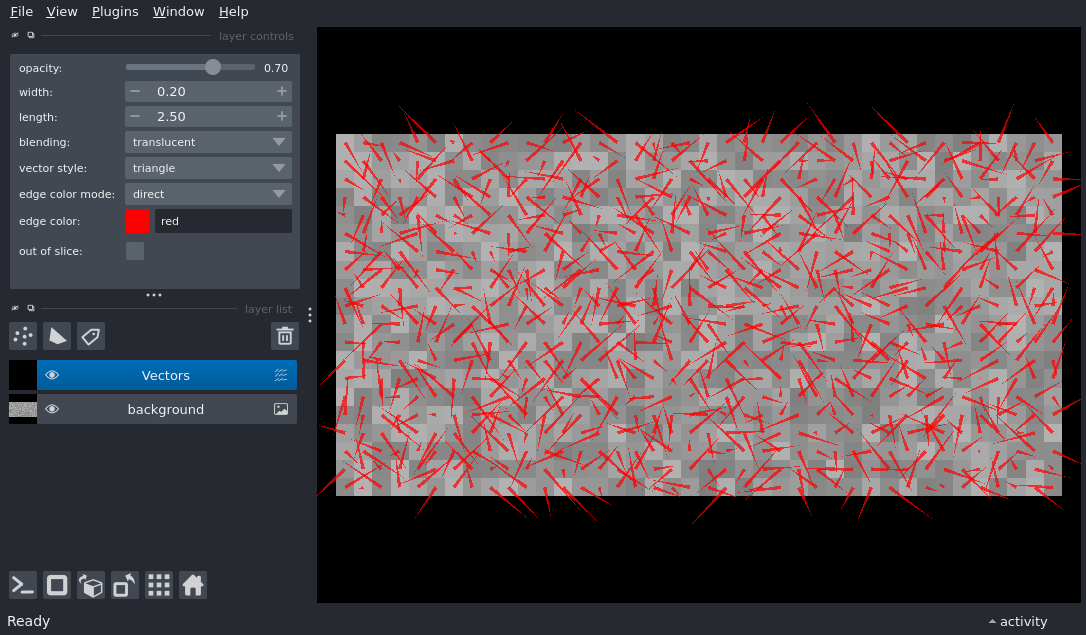 File View Plugins Window Help
layer controls
opacity: 0.70
width: 0.20
length: 2.50
blending: translucent
vector style: triangle
edge color mode: direct
edge color: red
out of slice:
layer list
Vectors
background
Ready
activity